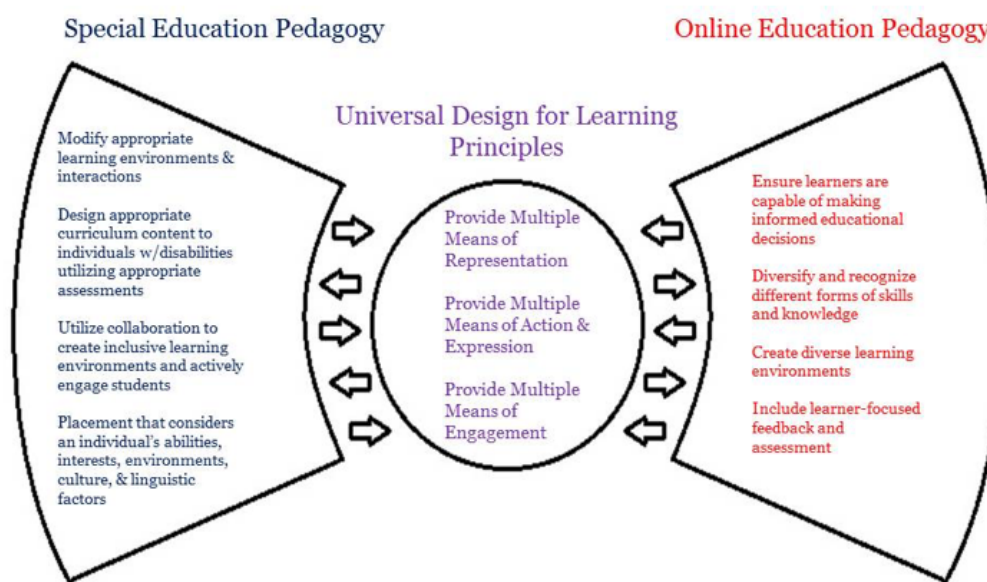 Special Education Pedagogy
Modify appropriate
learning environments &
interactions
Design appropriate
curriculum content to
individuals w/disabilities
utilizing appropriate
assessments
Utilize collaboration to
create inclusive learning
environments and actively
engage students
Placement that considers
an individual's abilities,
interests, environments,
culture, & linguistic
factors
Universal Design for Learning
Principles
Provide Multiple
Means of
Representation
Provide Multiple
Means of Action &
Expression
Provide Multiple
Means of
Engagement
Online Education Pedagogy
Ensure learners are
capable of making
informed educational
decisions
Diversify and recognize
different forms of skills
and knowledge
Create diverse learning
environments
Include learner-focused
feedback and
assessment